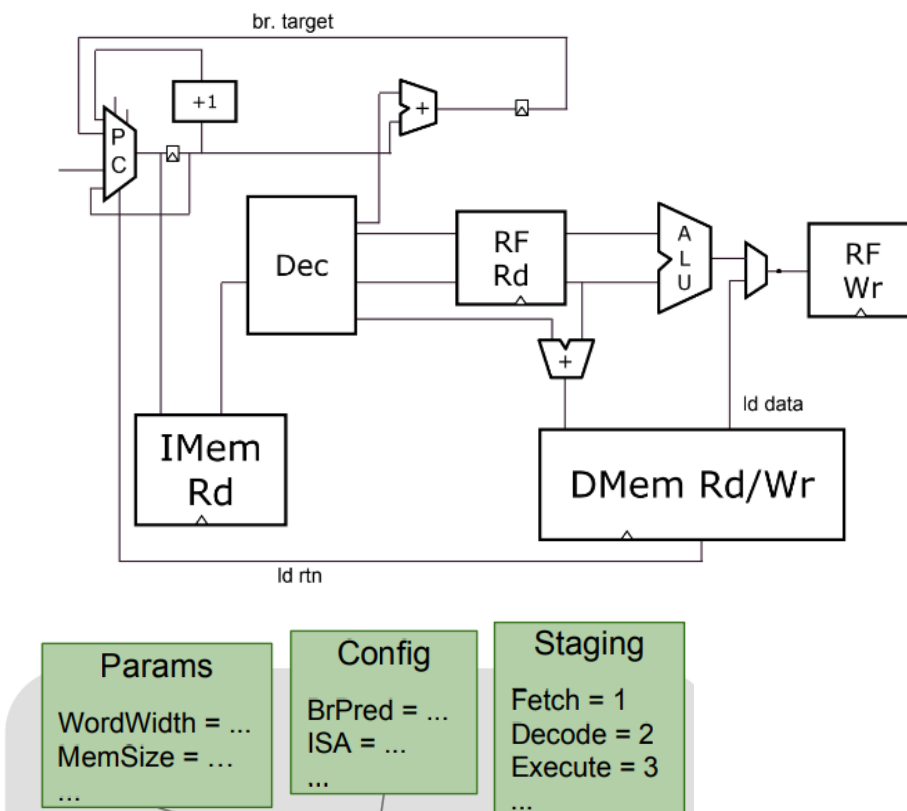 br. target
+1
P
C
+
Dec
RF
Rd
A
L
U
RF
Wr
+
ld data
IMem
Rd
DMem Rd/Wr
ld rtn
Params
WordWidth = ...
MemSize = ...
...
Config
BrPred = ...
ISA = ...
...
Staging
Fetch = 1
Decode = 2
Execute = 3
...